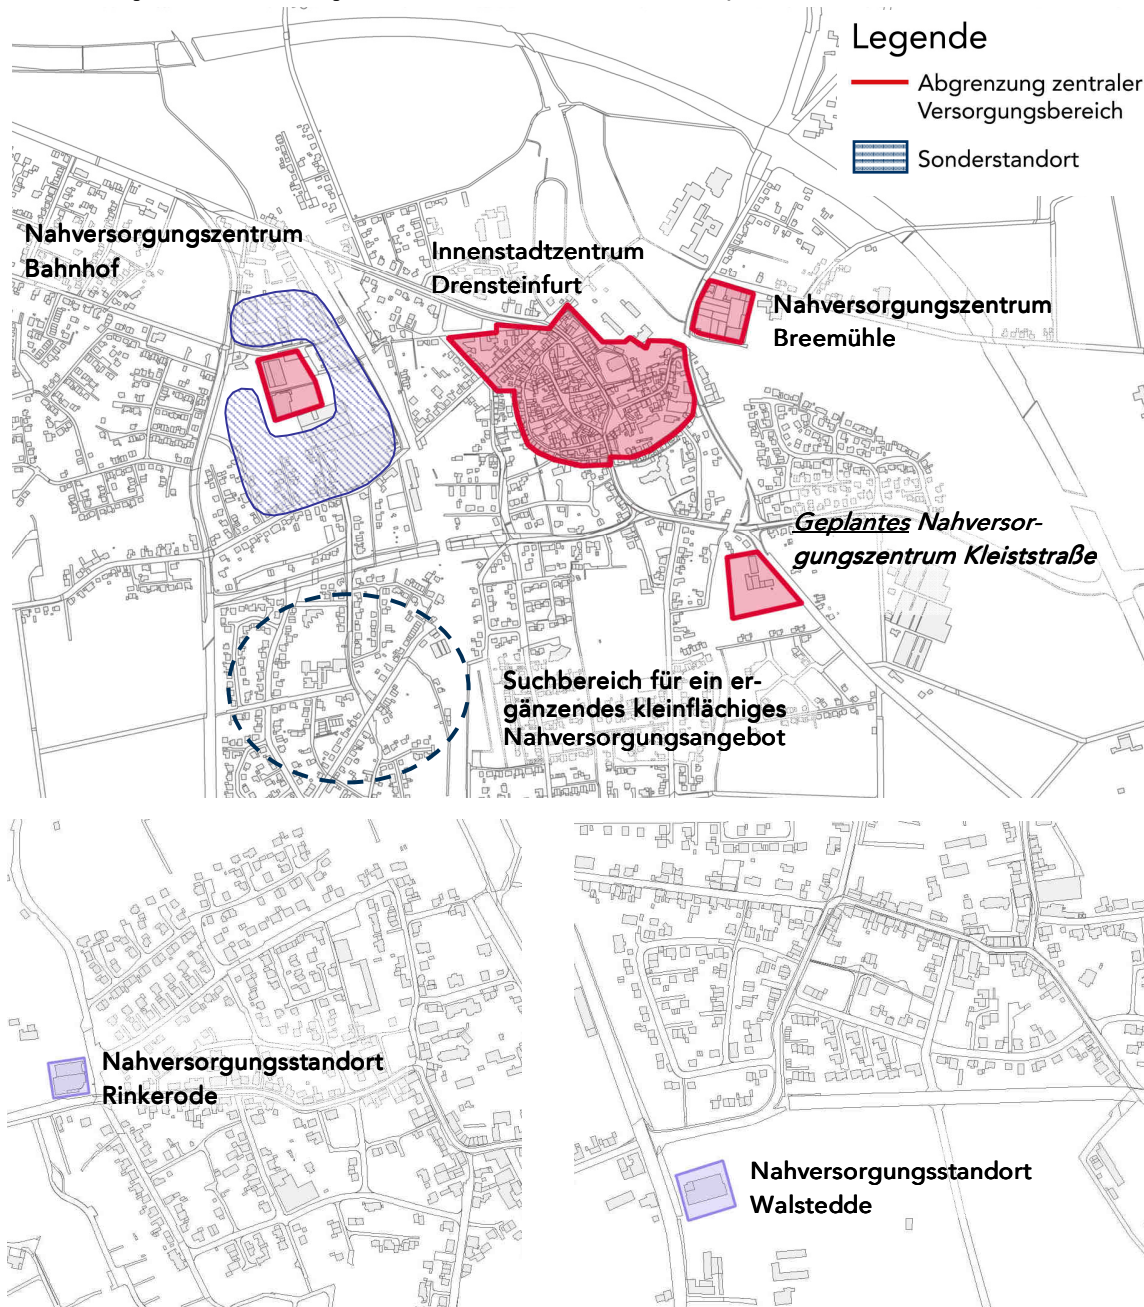 Legende
Abgrenzung zentraler
Versorgungsbereich
Sonderstandort
Nahversorgungszentrum
Bahnhof
Innenstadtzentrum
Drensteinfurt
Nahversorgungszentrum
Breemühle
Geplantes Nahversor-
gungszentrum Kleiststraße
Suchbereich für ein er-
gänzendes kleinflächiges
Nahversorgungsangebot
Nahversorgungsstandort
Rinkerode
Nahversorgungsstandort
Walstedde